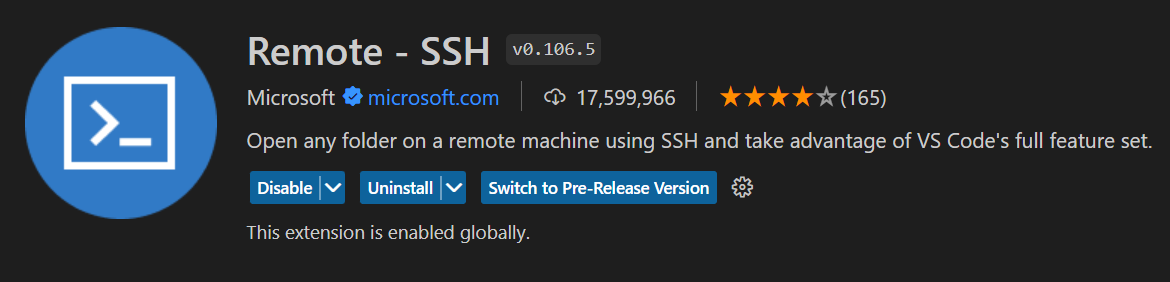 Remote - SSH v0.106.5
Microsoft microsoft.com 17,599,966 (165)
Open any folder on a remote machine using SSH and take advantage of VS Code's full feature set.
Disable Uninstall Switch to Pre-Release Version
This extension is enabled globally.